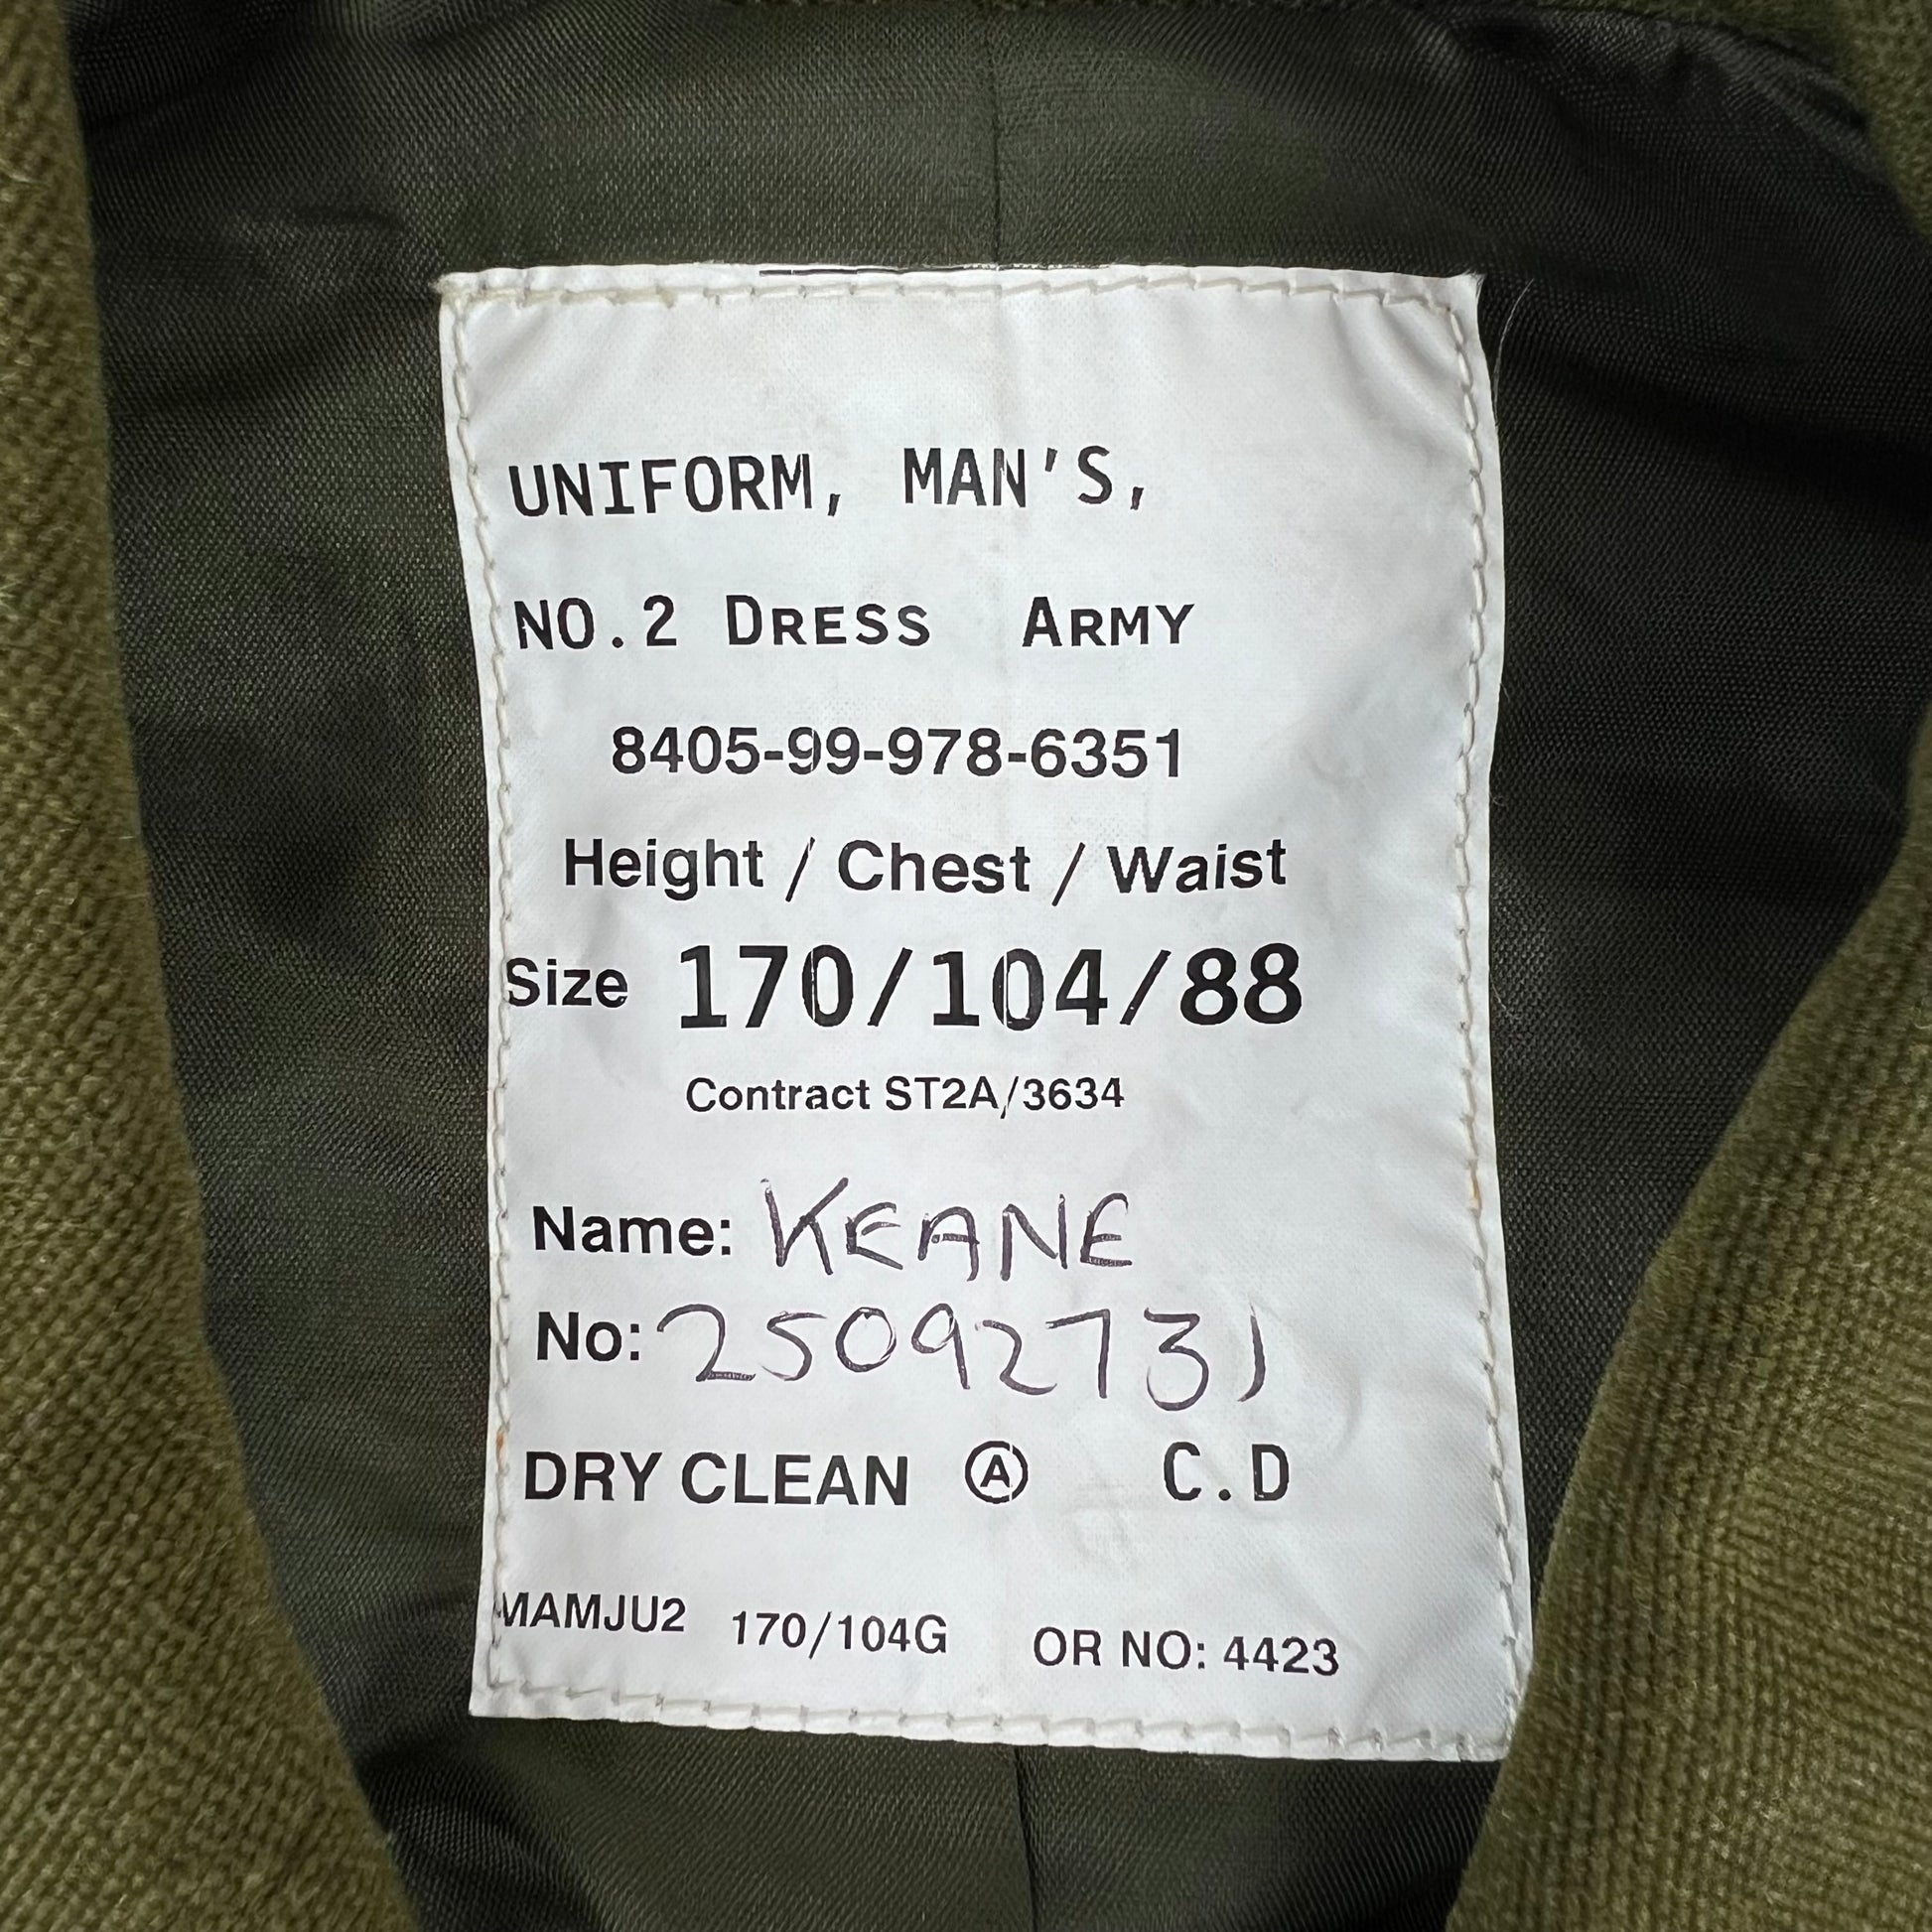 UNIFORM, MAN'S,
NO.2 DRESS ARMY
8405-99-978-6351
Height / Chest / Waist
Size 170/104/88
Contract ST2A/3634
Name: KEANE
No: 25092731
DRY CLEAN Ⓐ C.D
MAMJU2 170/104G OR NO: 4423